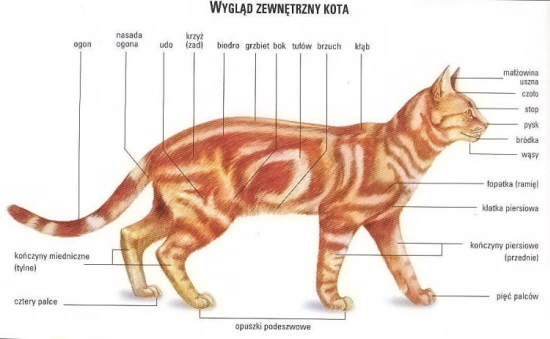 WYGLĄD ZEWNĘTRZNY KOTA
ogon
nasada
ogona
udo
krzyż
(zad)
biodro
grzbiet
bok
tułów
brzuch
kłąb
małżowina
uszna
czoło
stop
pysk
bródka
wąsy
łopatka (ramię)
klatka piersiowa
kończyny piersiowe
(przednie)
pięć palców
kończyny miedniczne
(tylne)
cztery palce
opuszki podeszwowe